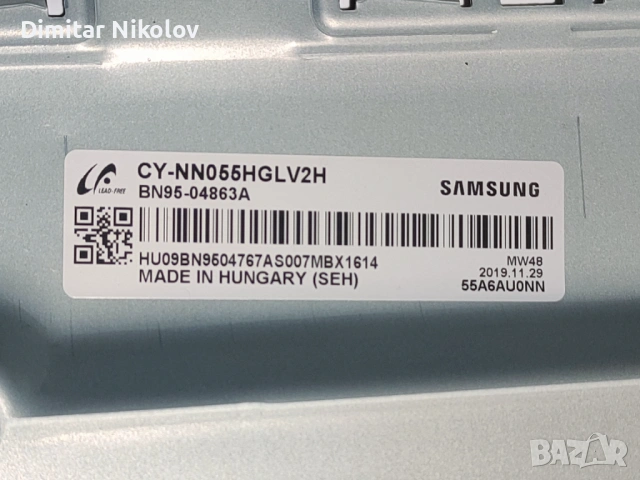 Dimitar Nikolov
CY-NN055HGLV2H
LEAD-FREE
BN95-04863A
SAMSUNG
HU09BN9504767AS007MBX1614
MW48
MADE IN HUNGARY (SEH)
2019.11.29
55A6AU0NN
BAZAR
bg